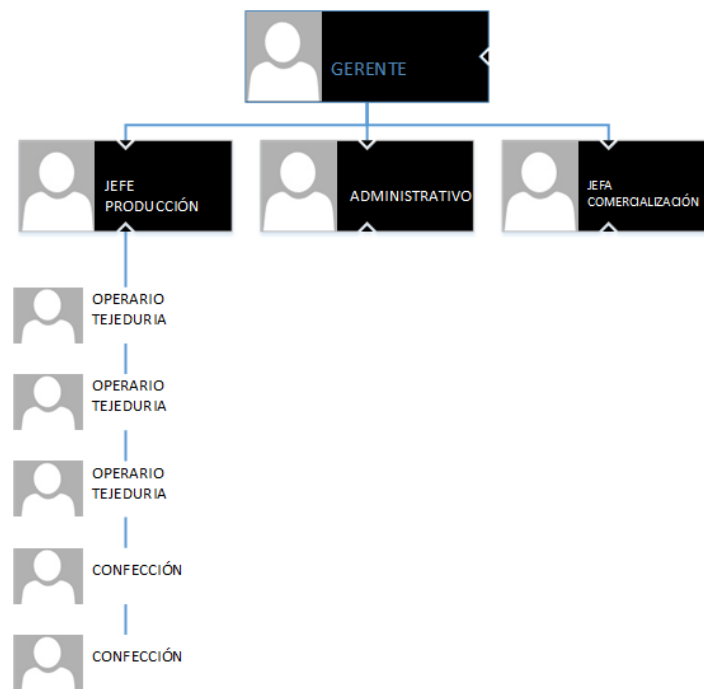 GERENTE
JEFE
PRODUCCIÓN
ADMINISTRATIVO
JEFA
COMERCIALIZACIÓN
OPERARIO
TEJEDURIA
OPERARIO
TEJEDURIA
OPERARIO
TEJEDURIA
CONFECCIÓN
CONFECCIÓN